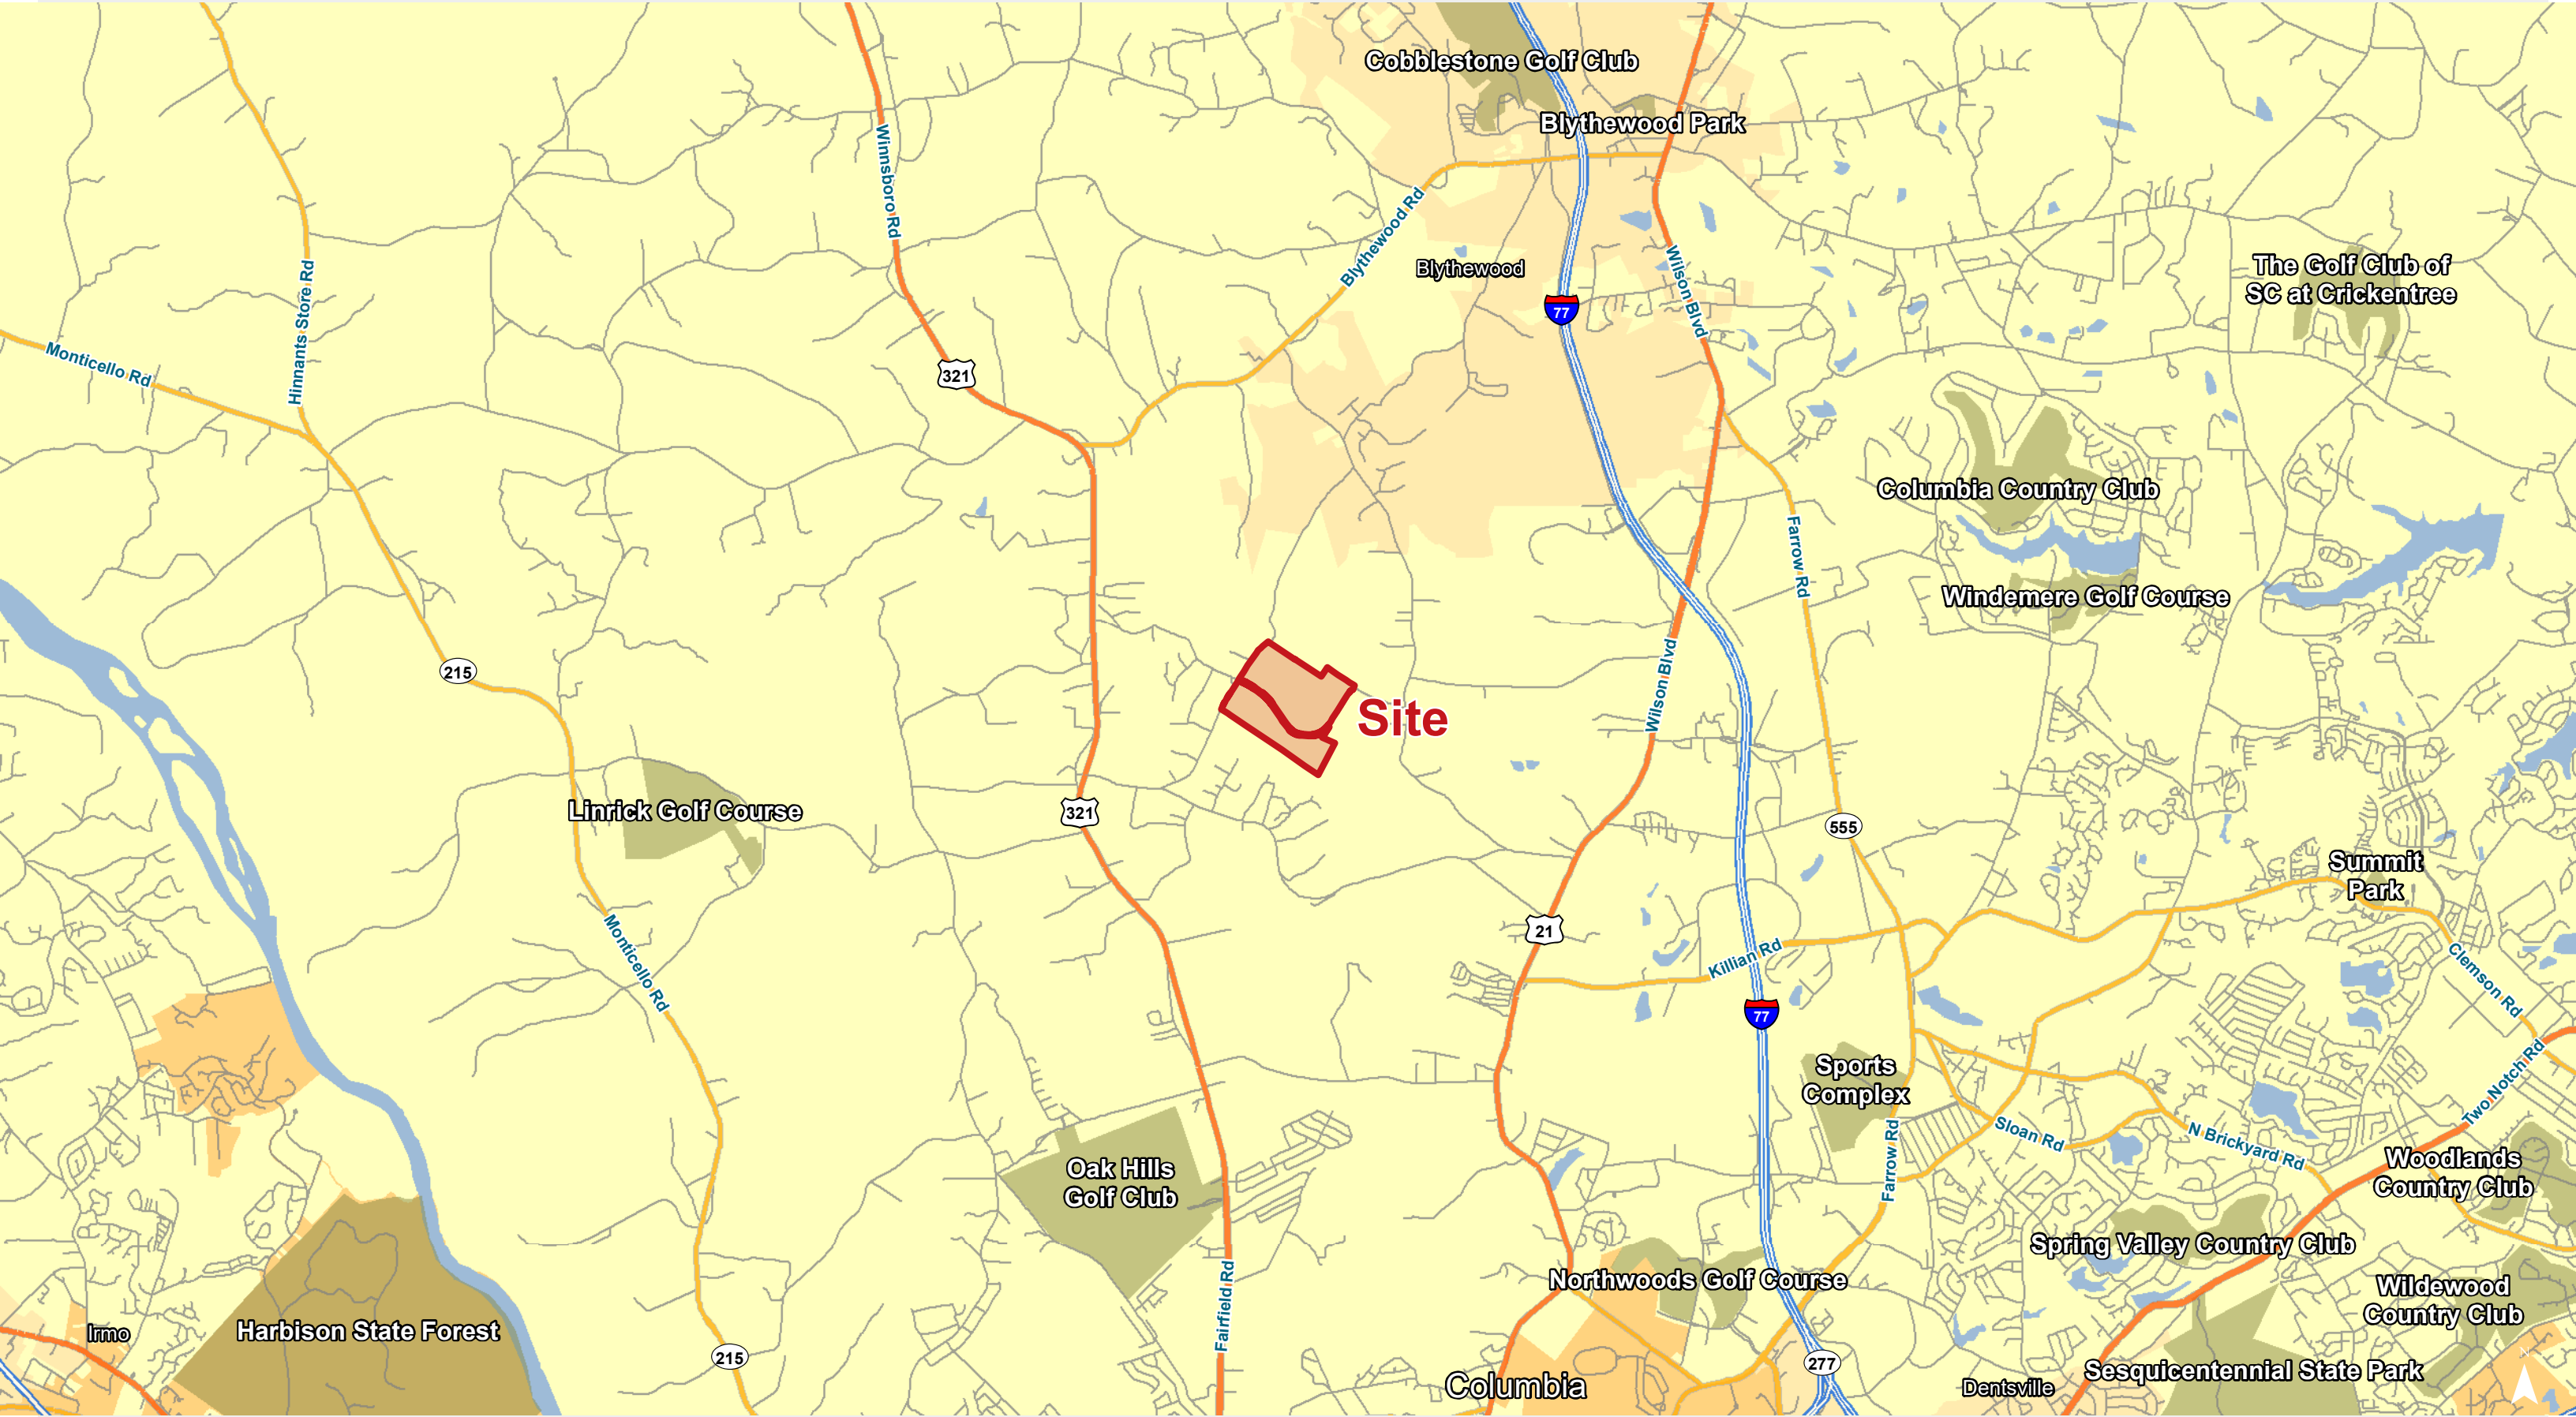 Cobblestone Golf Club
Blythewood Park
Winnsboro Rd
Blythewood Rd
Blythewood
Wilson Blvd
The Golf Club of
SC at Crickentree
Hinnants Store Rd
77
Monticello Rd
321
Columbia Country Club
Farrow Rd
Windemere Golf Course
215
Wilson Blvd
Site
Linrick Golf Course
321
555
Summit
Park
21
Killian Rd
Clemson Rd
Monticello Rd
77
Sports
Complex
Two Notch Rd
Sloan Rd
N Brickyard Rd
Farrow Rd
Oak Hills
Golf Club
Woodlands
Country Club
Spring Valley Country Club
Northwoods Golf Course
Wildewood
Country Club
Fairfield Rd
Irmo
Harbison State Forest
215
277
Sesquicentennial State Park
Columbia
Dentsville
N